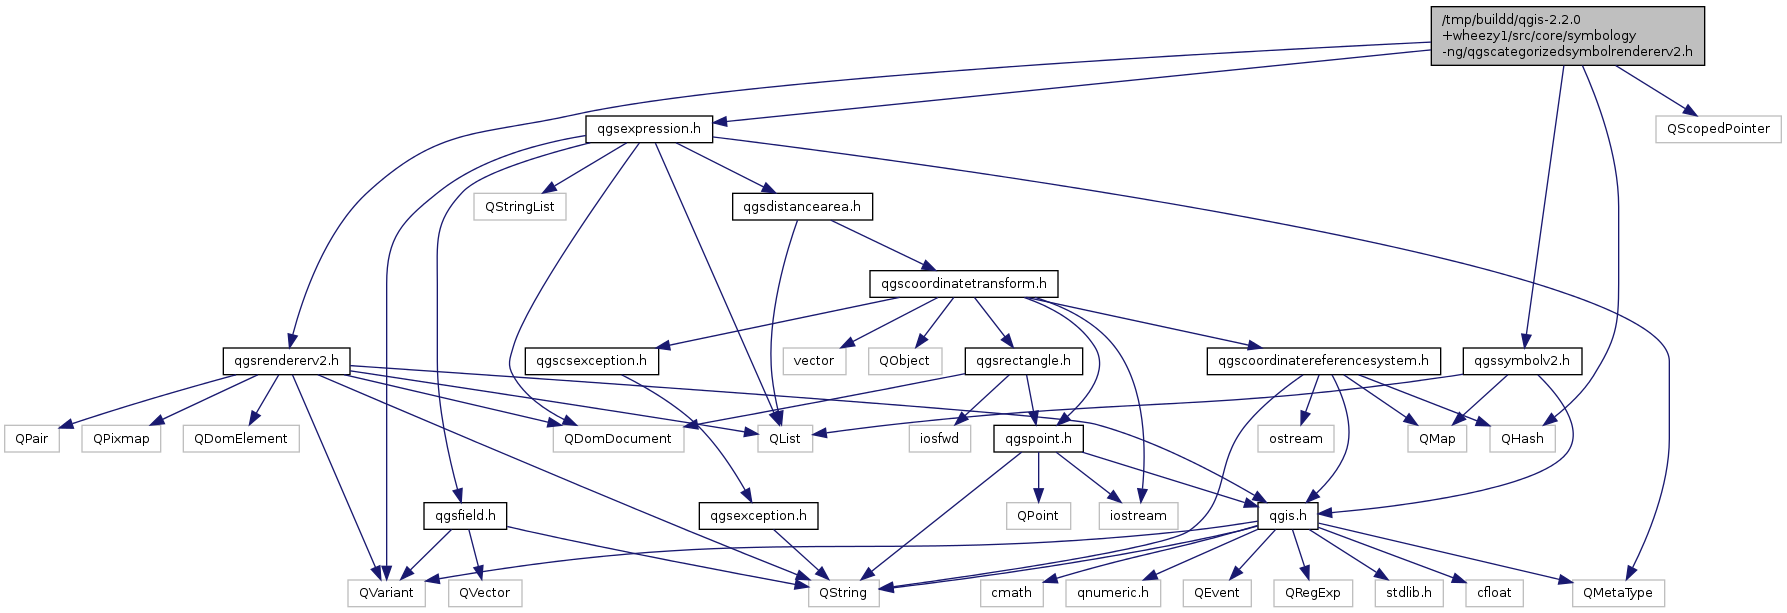 /tmp/buildd/qgis-2.2.0
+wheezy1/src/core/symbology
-ng/qgscategorizedsymbolrendererv2.h
qgsexpression.h
QScopedPointer
QStringList
qgsdistancearea.h
qgscoordinatetransform.h
qgsrendererv2.h
qgscsexception.h
vector
QObject
qgsrectangle.h
qgscoordinatereferencesystem.h
qgssymbolv2.h
QPair
QPixmap
QDomElement
QDomDocument
QList
iosfwd
qgspoint.h
ostream
QMap
QHash
qgsfield.h
qgsexception.h
QPoint
iostream
qgis.h
QVariant
QVector
QString
cmath
qnumeric.h
QEvent
QRegExp
stdlib.h
cfloat
QMetaType